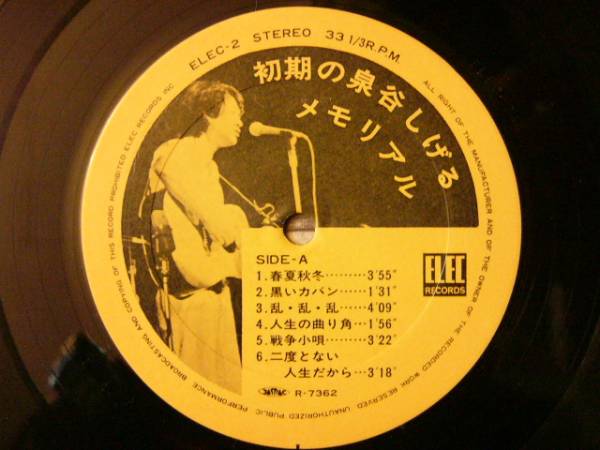 ELEC-2 STEREO 33 1/3R.P.M.
初期の泉谷しげる
メモリアル
SIDE-A
1.春夏秋冬………3′55″
2.黒いカバン……1′31″
3.乱・乱・乱……4′09″
4.人生の曲り角…1′56″
5.戦争小唄………3′22″
6.二度とない
人生だから…3′18″
JASRAC R-7362
ELEC
RECORDS
ALL RIGHT OF THE MANUFACTURER AND OF THE OWNER OF THE RECORDED WORK RESERVED. UNAUTHORIZED PUBLIC PERFORMANCE BROADCASTING AND COPYING OF THIS RECORD PROHIBITED ELEC RECORDS INC